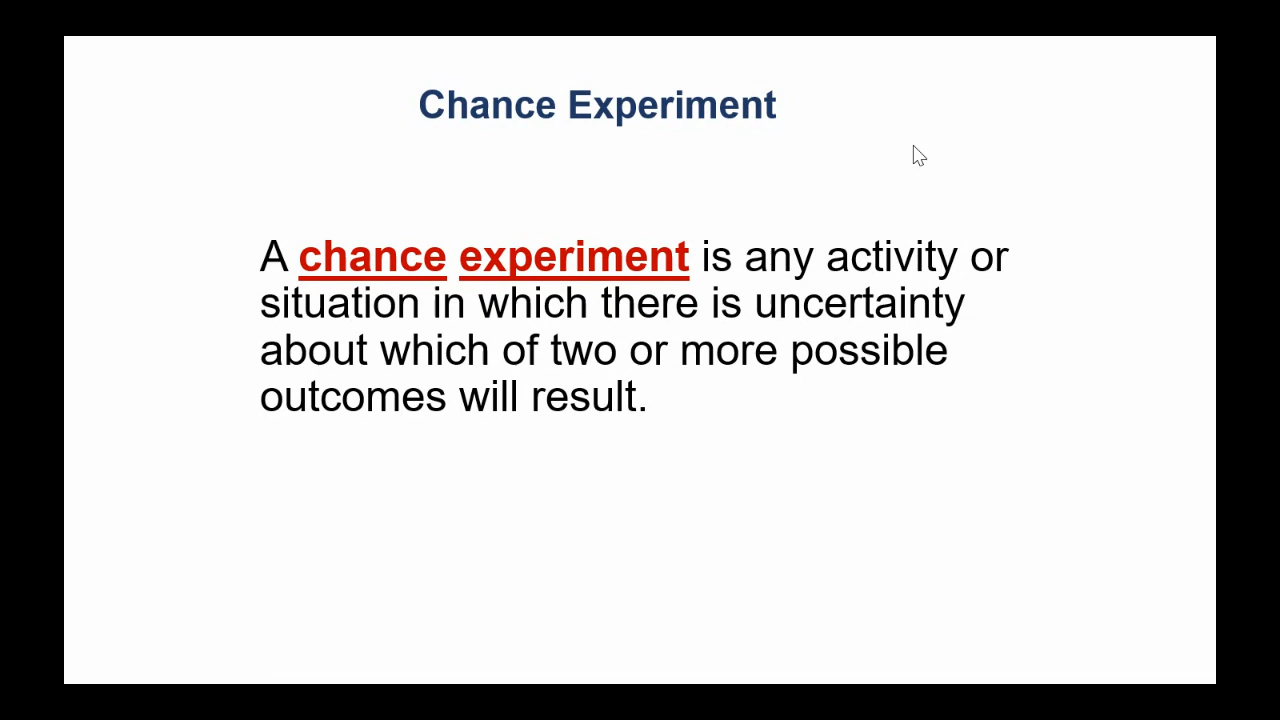 Chance Experiment
A chance experiment is any activity or
situation in which there is uncertainty
about which of two or more possible
outcomes will result.